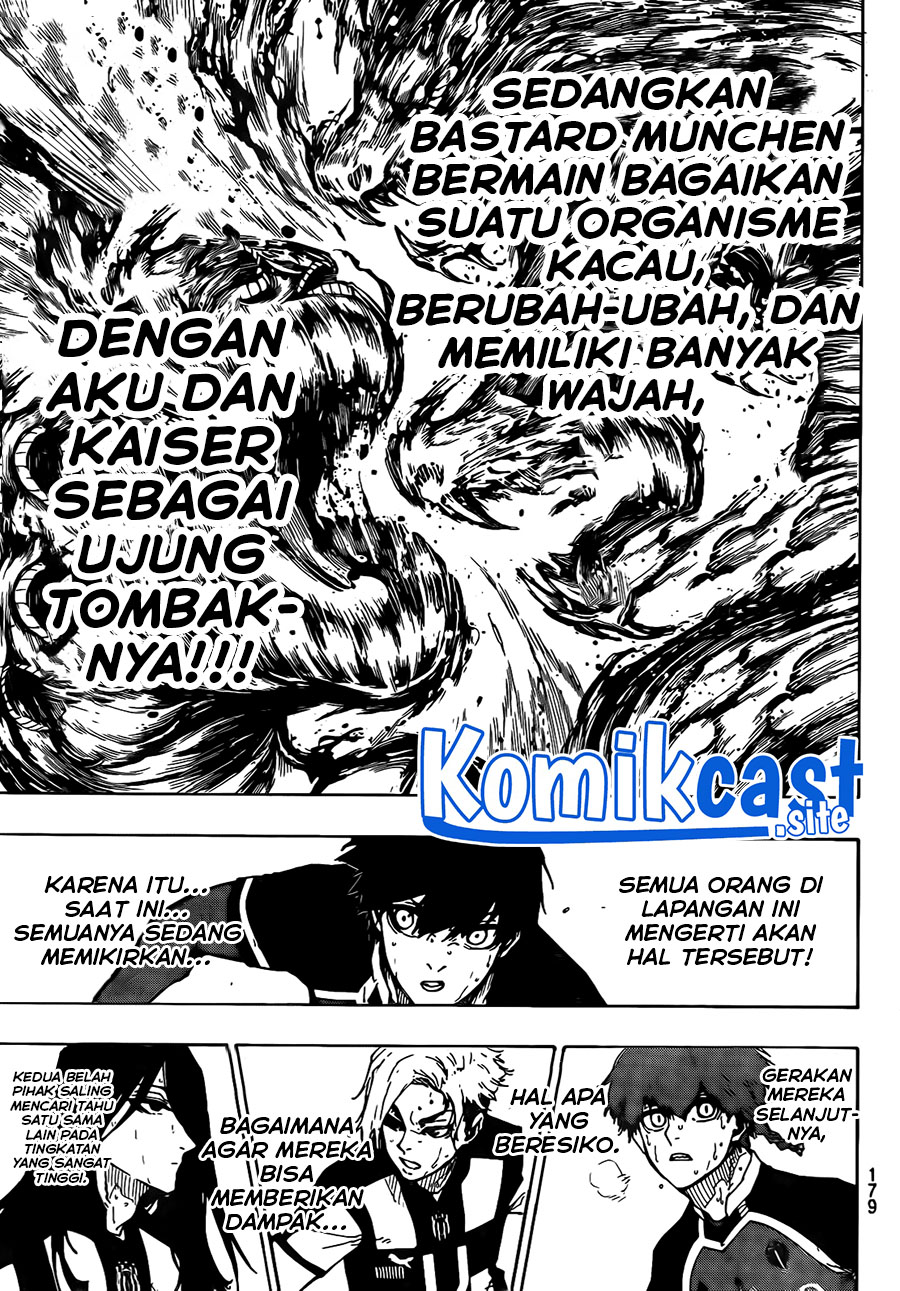 SEDANGKAN
BASTARD MUNCHEN
BERMAIN BAGAIKAN
SUATU ORGANISME
KACAU,
BERUBAH-UBAH, DAN
MEMILIKI BANYAK
WAJAH,
DENGAN
AKU DAN
KAISER
SEBAGAI
UJUNG
TOMBAK-
NYA!!!
Komikcast
.site
SEMUA ORANG DI
LAPANGAN INI
MENGERTI AKAN
HAL TERSEBUT!
KARENA ITU...
SAAT INI...
SEMUANYA SEDANG
MEMIKIRKAN...
GERAKAN
MEREKA
SELANJUT-
NYA,
HAL APA
YANG
BERESIKO.
BAGAIMANA
AGAR MEREKA
BISA
MEMBERIKAN
DAMPAK...
KEDUA BELAH
PIHAK SALING
MENCARI TAHU
SATU SAMA
LAIN PADA
TINGKATAN
YANG SANGAT
TINGGI.
179